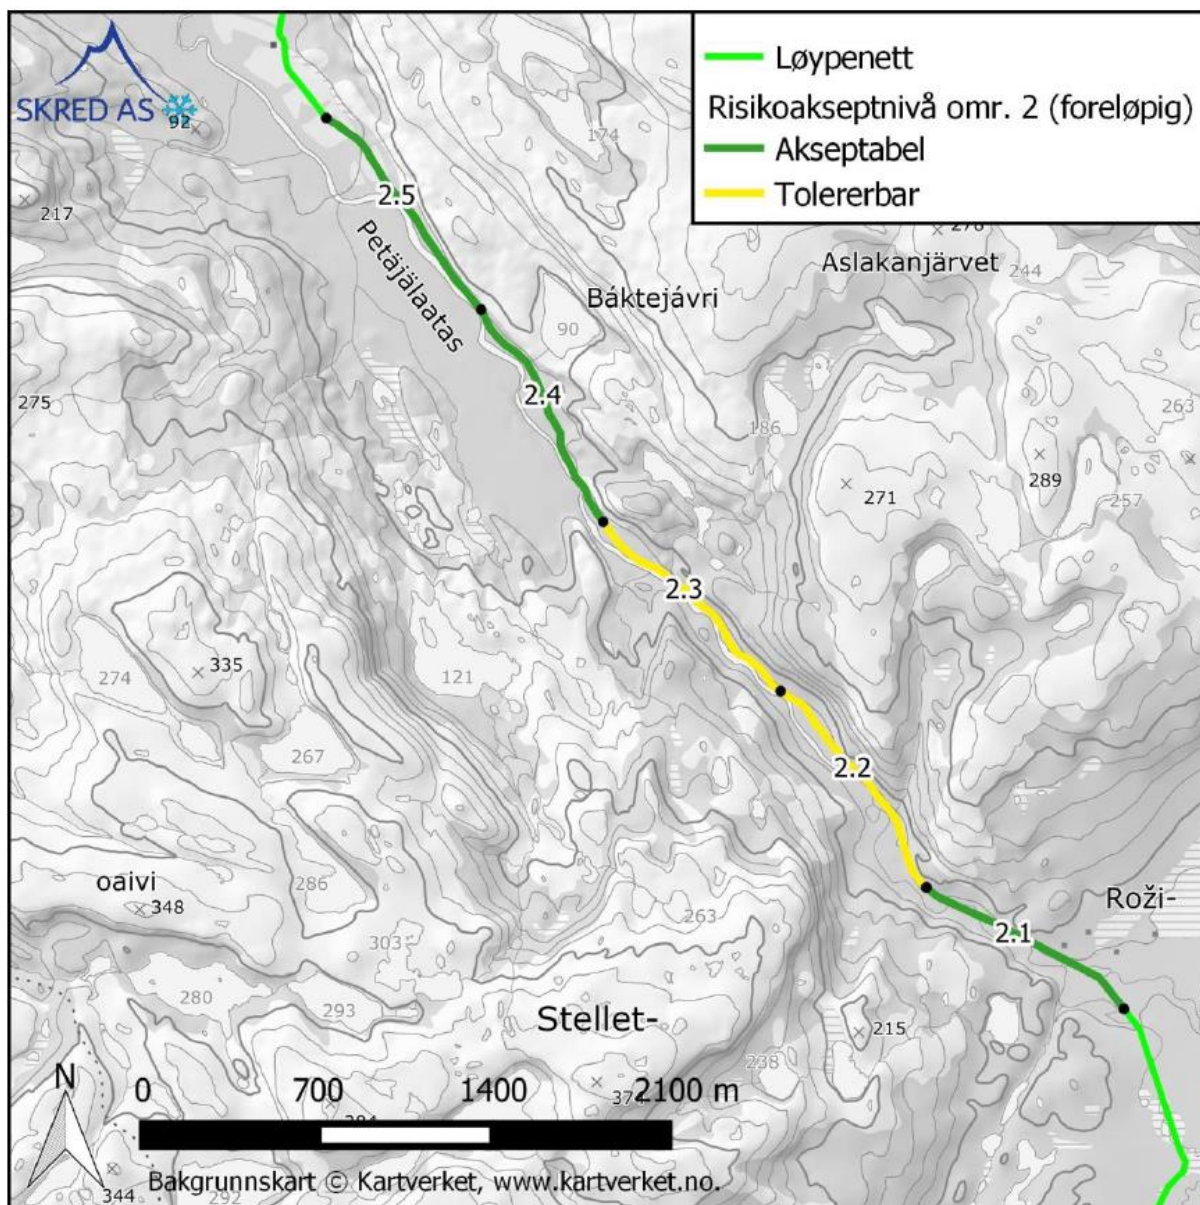 SKRED AS
Løypenett
Risikoakseptnivå omr. 2 (foreløpig)
Akseptabel
Tolererbar
92
174
217
2.5
Petäjälaatas
Aslakanjärvet
244
Báktejávri
90
275
2.4
186
263
289
271
257
2.3
335
274
121
267
2.2
oaivi
348
286
263
Roži-
303
2.1
280
293
Stellet-
215
238
N
0 700 1400 2100 m
374
344
292
Bakgrunnskart © Kartverket, www.kartverket.no.